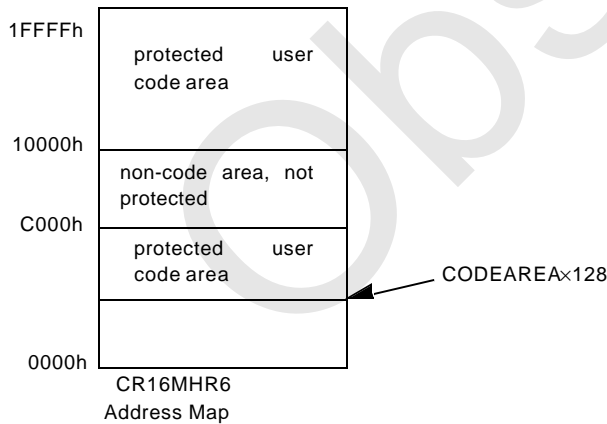 1FFFFh
protected user
code area
10000h
non-code area, not
protected
C000h
protected user
code area
CODEAREA×128
0000h
CR16MHR6
Address Map
Obs